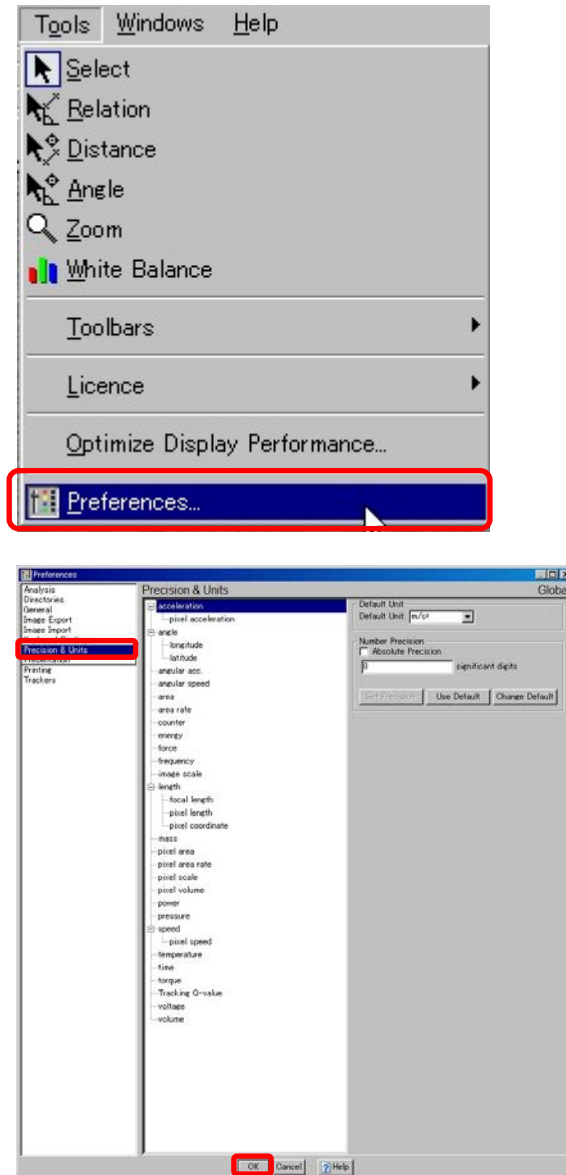 Tools Windows Help
Select
Relation
Distance
Angle
Zoom
White Balance
Toolbars
Licence
Optimize Display Performance...
Preferences...
Preferences
Analysis
Directories
General
Image Export
Image Import
Precision & Units
Presentation
Printing
Trackers
Precision & Units
Global
acceleration
pixel acceleration
angle
longitude
latitude
angular acc.
angular speed
area
area rate
counter
energy
force
frequency
image scale
length
focal length
pixel length
pixel coordinate
mass
pixel area
pixel area rate
pixel scale
pixel volume
power
pressure
speed
pixel speed
temperature
time
torque
Tracking Q-value
voltage
volume
Default Unit
Default Unit: m/s²
Number Precision
Absolute Precision
significant digits
Set Precision Use Default Change Default
OK Cancel Help